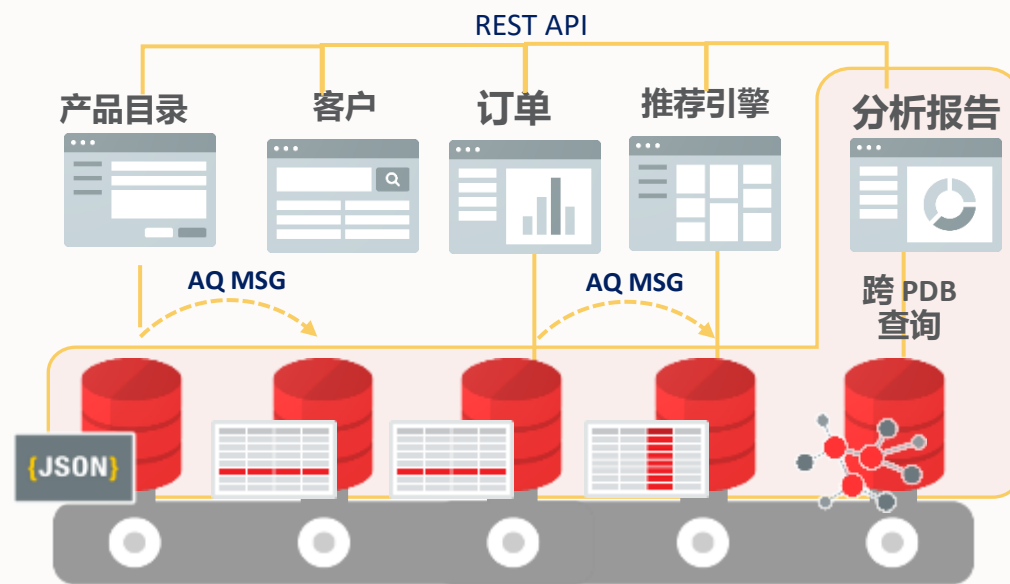 REST API
产品目录
客户
订单
推荐引擎
分析报告
AQ MSG
AQ MSG
跨 PDB
查询
{JSON}